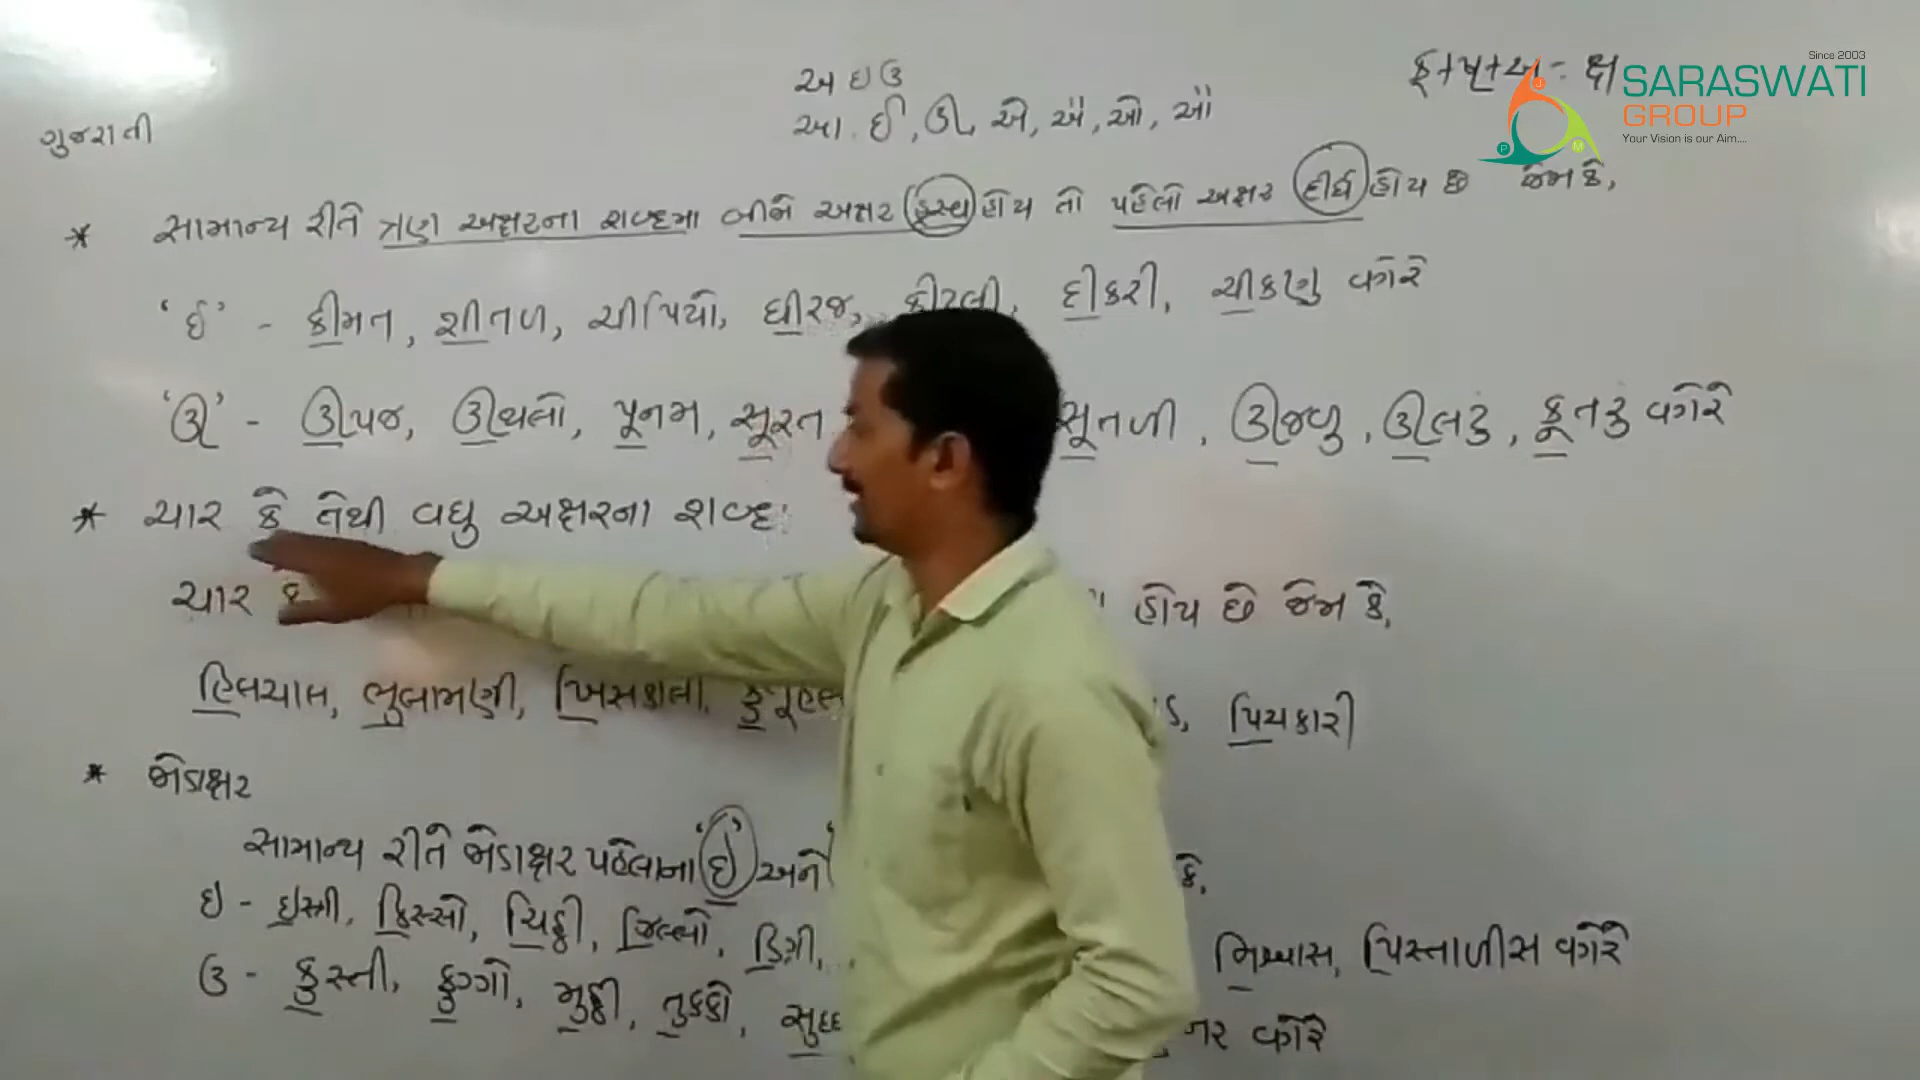 અ ઇ ઉ
ક્+ષ્+અ = ક્ષ
Since 2003
SARASWATI
GROUP
Your Vision is our Aim....
ગુજરાતી
આ. ઈ, ઊ, એ, ઐ, ઓ, ઔ
* સામાન્ય રીતે ત્રણ અક્ષરના શબ્દમાં બીજો અક્ષર હ્રસ્વ હોય તો પહેલો અક્ષર દીર્ઘ હોય છે જેમ કે,
'ઈ' - કીમત, શીતળ, ચીપિયો, ધીરજ, કીટલી, દીકરી, ચીકણુ વગેરે
'ઊ' - ઊપજ, ઊથલો, પૂનમ, સૂરત સૂતળી, ઊજળુ, ઊલટુ, કૂતરુ વગેરે
* ચાર કે તેથી વધુ અક્ષરના શબ્દ:
ચાર હોય છે જેમ કે,
હિલચાલ, ભુલામણી, ખિસકોલી, પિચકારી
* જોડાક્ષર
સામાન્ય રીતે જોડાક્ષર પહેલાના 'ઇ' અને કે,
ઇ - ઇસ્ત્રી, કિસ્સો, ચિઠ્ઠી, જિલ્લો, ડિગ્રી, પિસ્તાળીસ વગેરે
ઉ - કુસ્તી, ફુગ્ગો, મુઠ્ઠી, તુક્કો, વગેરે